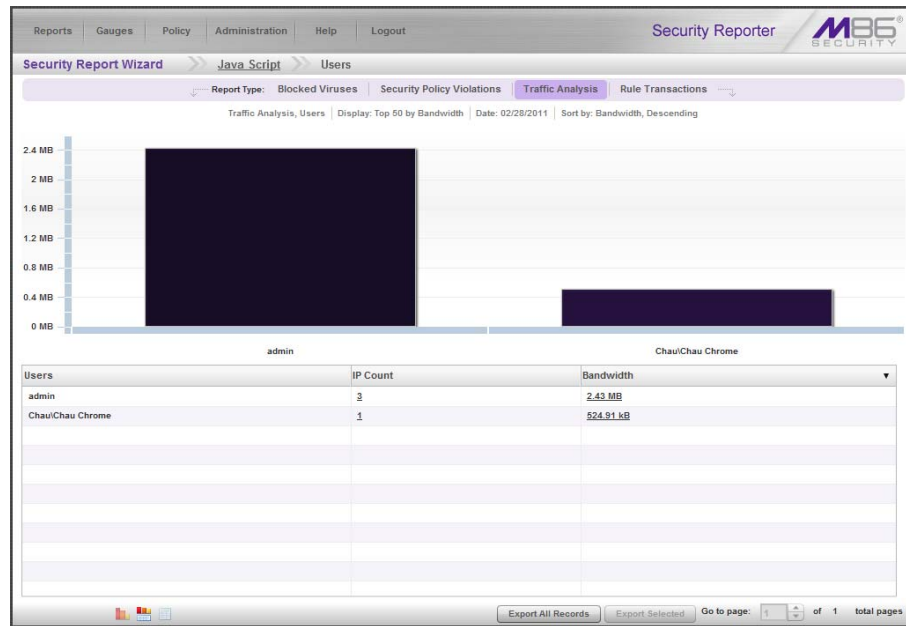 Reports Gauges Policy Administration Help Logout Security Reporter M86® SECURITY
Security Report Wizard Java Script Users
Report Type: Blocked Viruses Security Policy Violations Traffic Analysis Rule Transactions
Traffic Analysis, Users Display: Top 50 by Bandwidth Date: 02/28/2011 Sort by: Bandwidth, Descending
2.4 MB
2 MB
1.6 MB
1.2 MB
0.8 MB
0.4 MB
0 MB
admin Chau\Chau Chrome
Users IP Count Bandwidth
admin 3 2.43 MB
Chau\Chau Chrome 1 524.91 kB
Export All Records Export Selected Go to page: 1 of 1 total pages